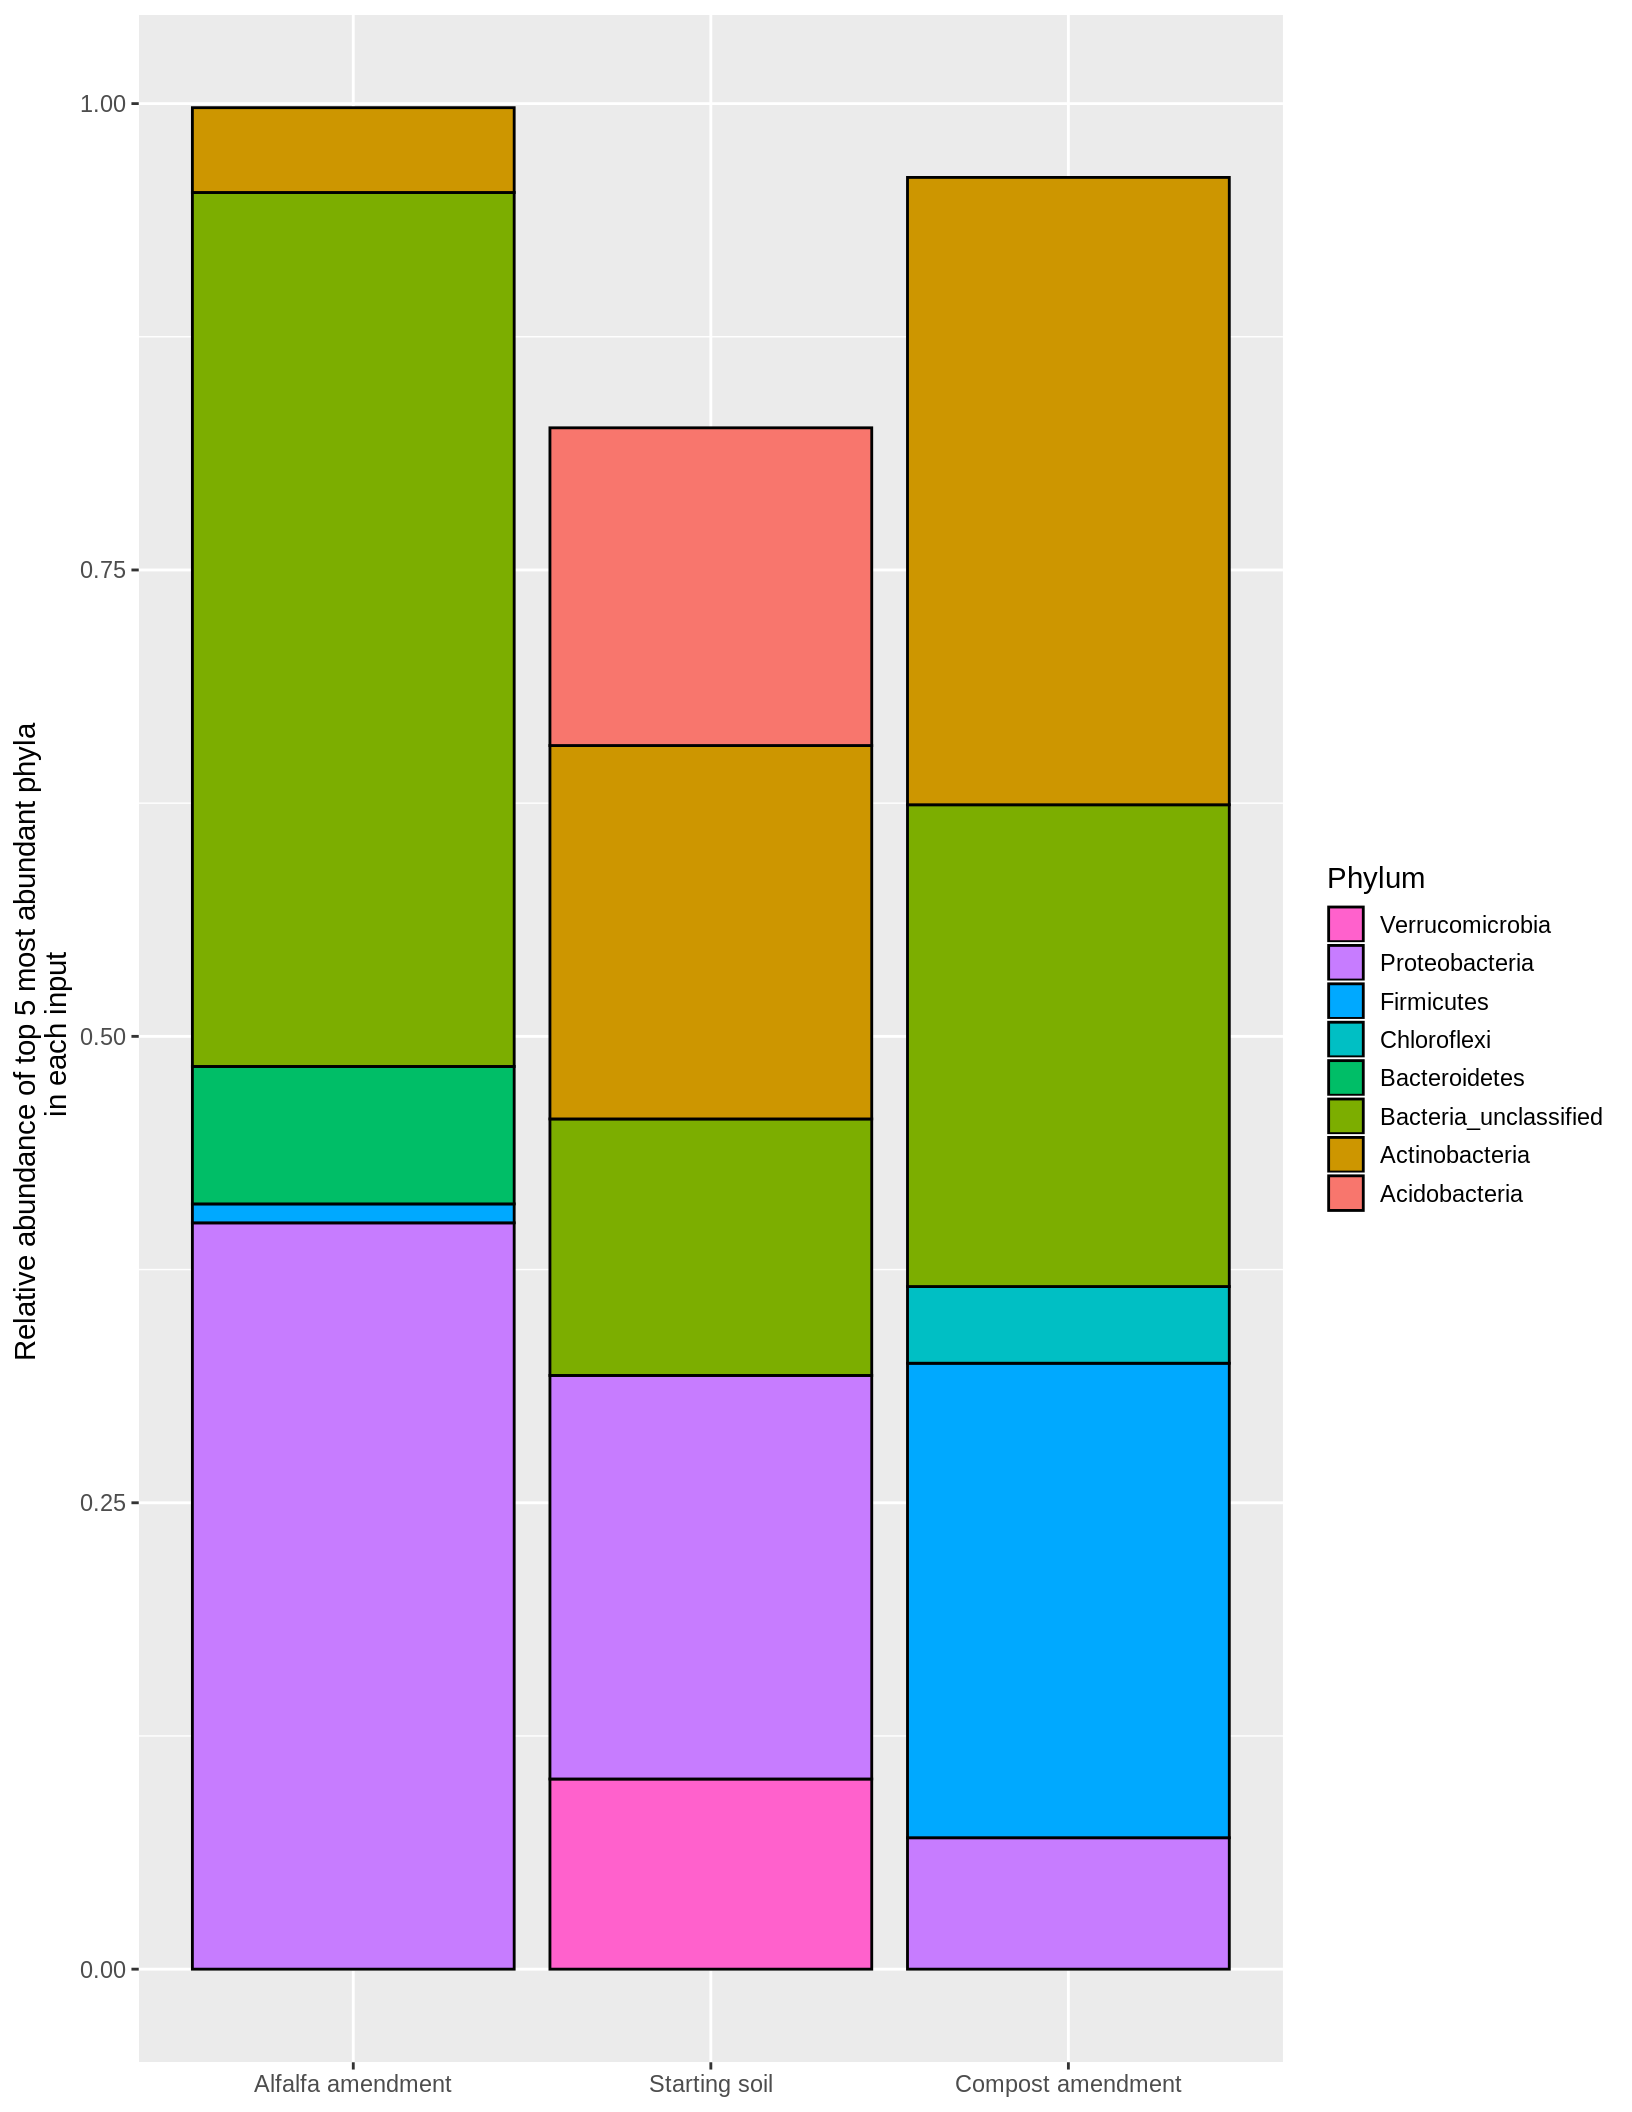 Relative abundance of top 5 most abundant phyla
in each input
1.00
0.75
0.50
0.25
0.00
Alfalfa amendment
Starting soil
Compost amendment
Phylum
Verrucomicrobia
Proteobacteria
Firmicutes
Chloroflexi
Bacteroidetes
Bacteria_unclassified
Actinobacteria
Acidobacteria